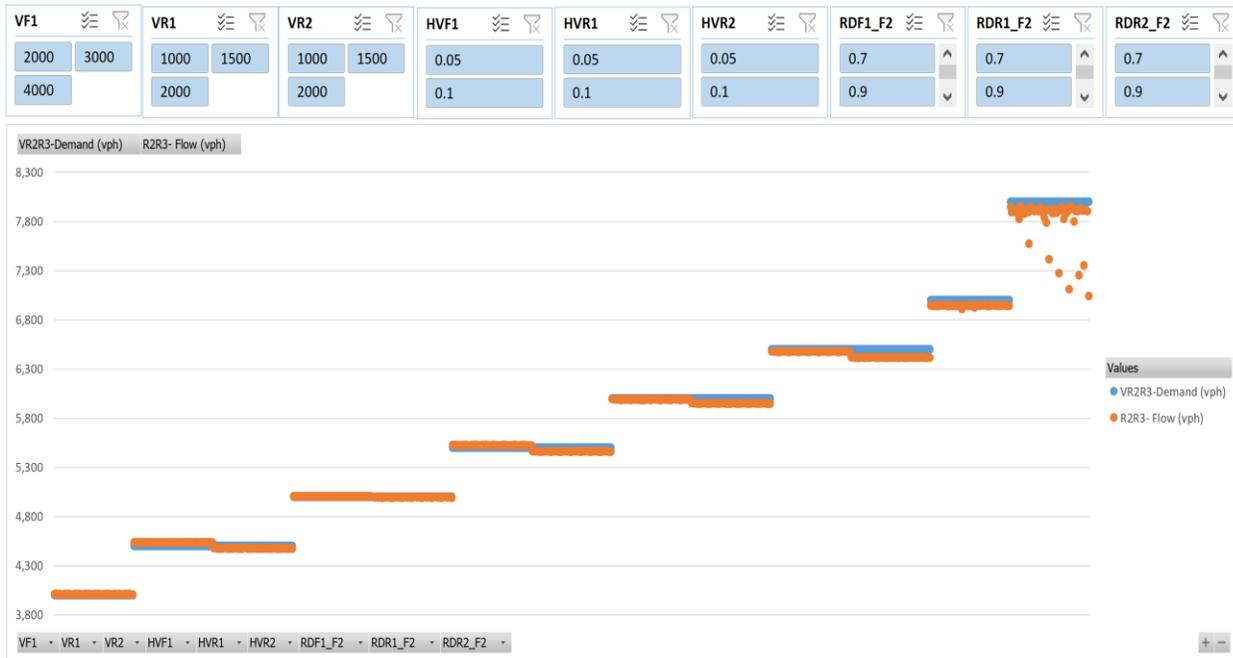 VF1 VR1 VR2 HVF1 HVR1 HVR2 RDF1_F2 RDR1_F2 RDR2_F2
2000 3000 1000 1500 1000 1500 0.05 0.05 0.05 0.7 0.7 0.7
4000 2000 2000 0.1 0.1 0.1 0.9 0.9 0.9
VR2R3-Demand (vph) R2R3- Flow (vph)
8,300
7,800
7,300
6,800
6,300
5,800
5,300
4,800
4,300
3,800
Values
VR2R3-Demand (vph)
R2R3- Flow (vph)
VF1 VR1 VR2 HVF1 HVR1 HVR2 RDF1_F2 RDR1_F2 RDR2_F2
+ −